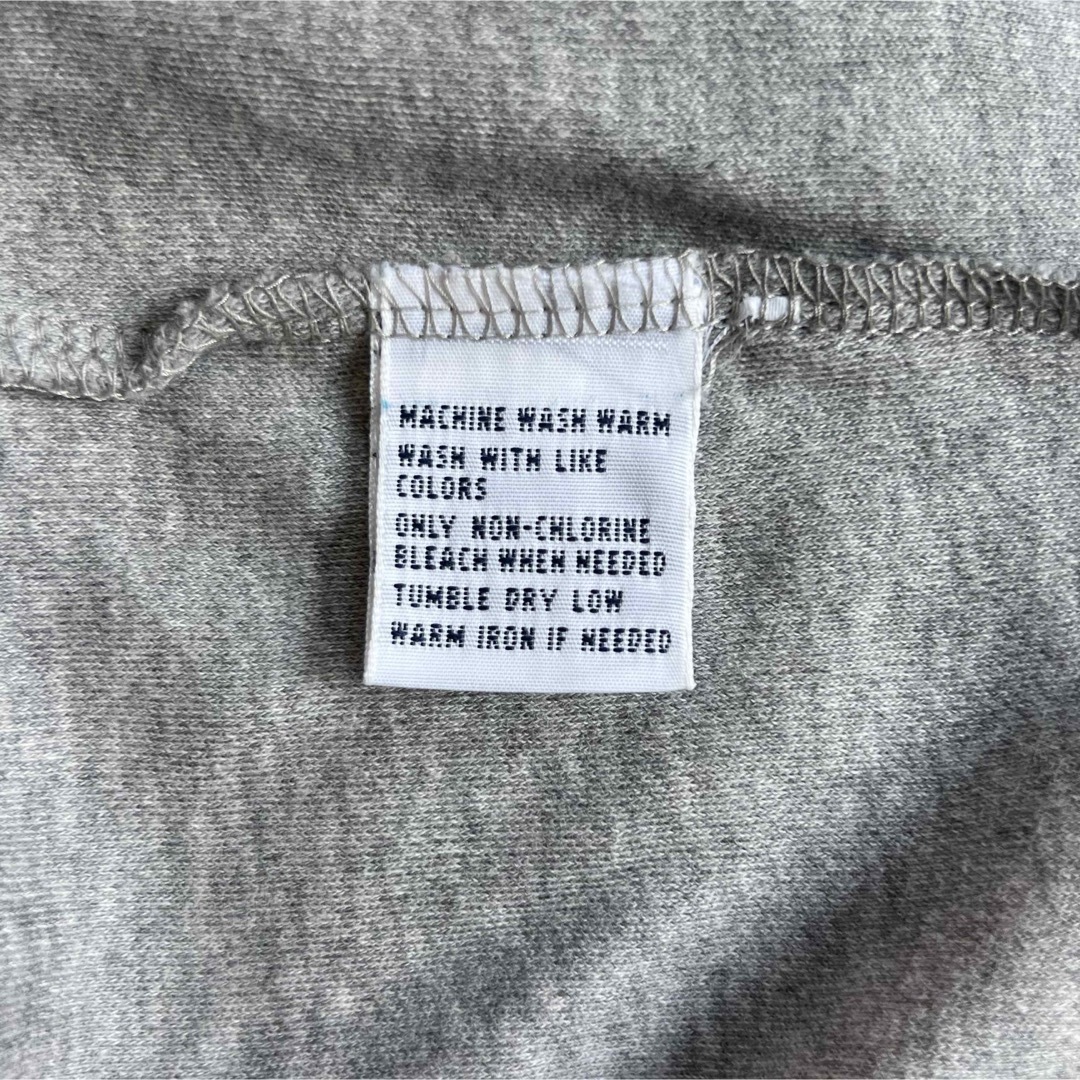 MACHINE WASH WARM
WASH WITH LIKE
COLORS
ONLY NON-CHLORINE
BLEACH WHEN NEEDED
TUMBLE DRY LOW
WARM IRON IF NEEDED